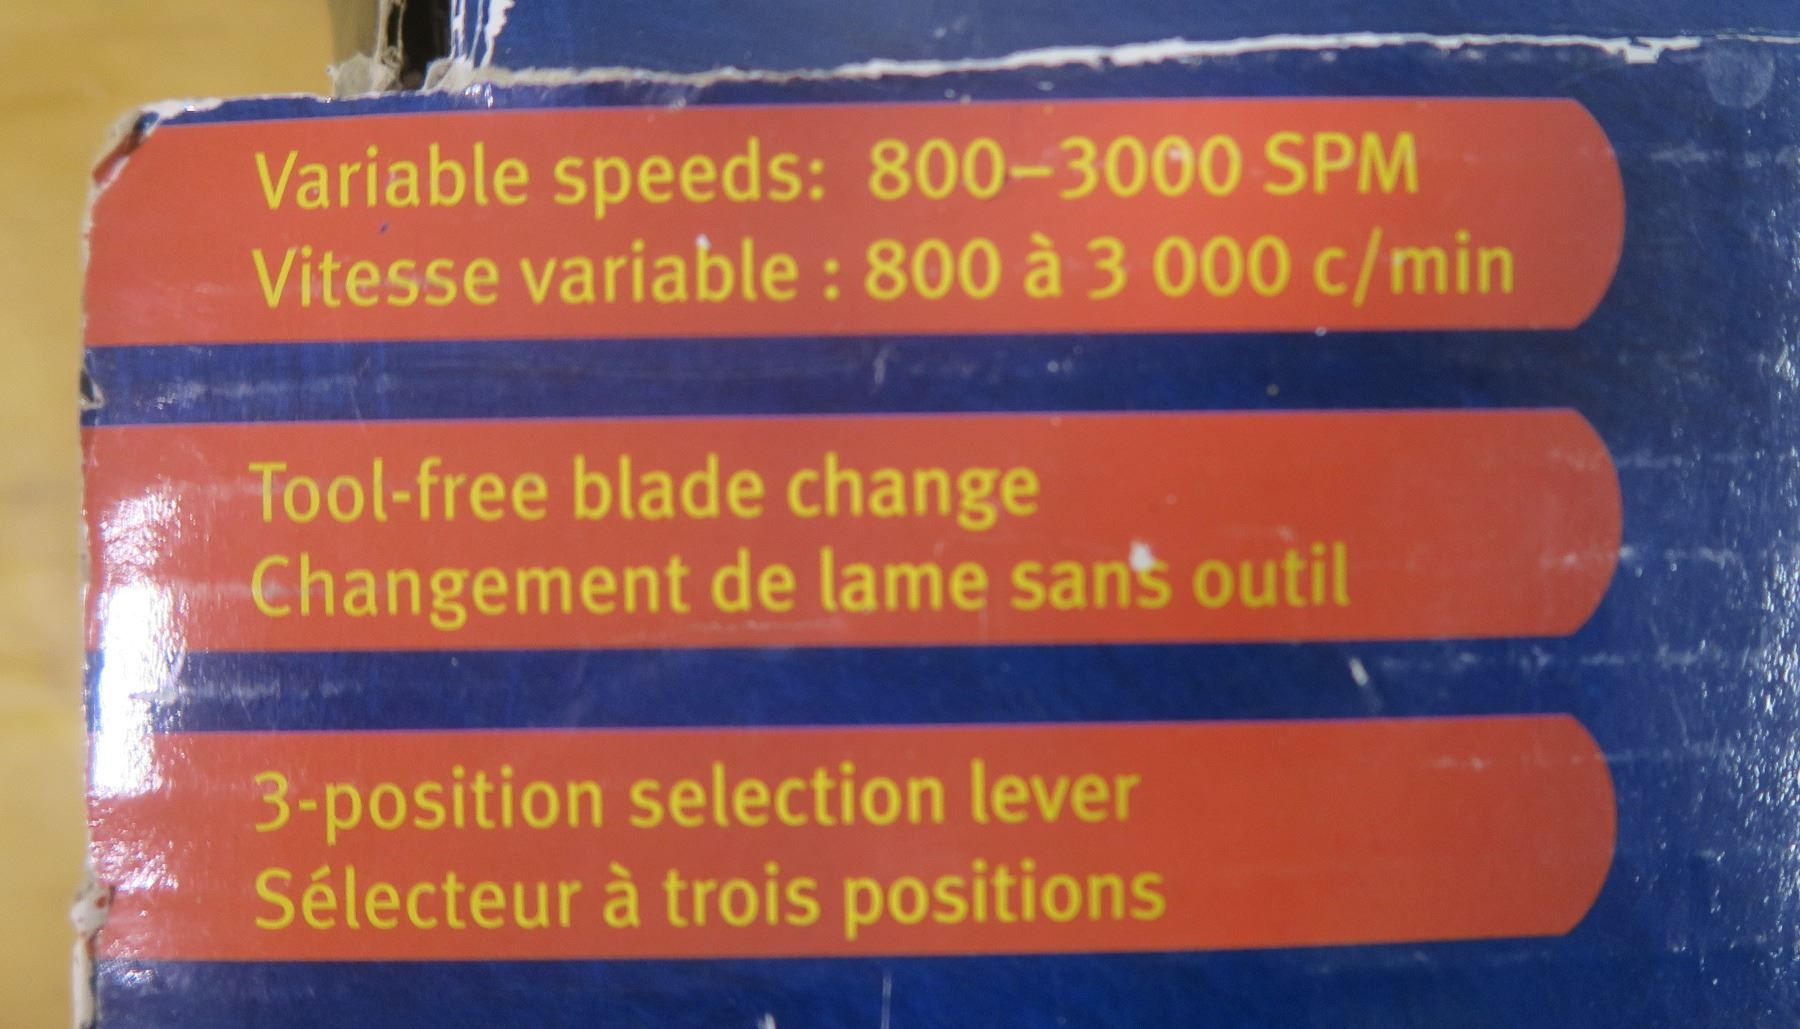 Variable speeds: 800–3000 SPM
Vitesse variable : 800 à 3 000 c/min
Tool-free blade change
Changement de lame sans outil
3-position selection lever
Sélecteur à trois positions